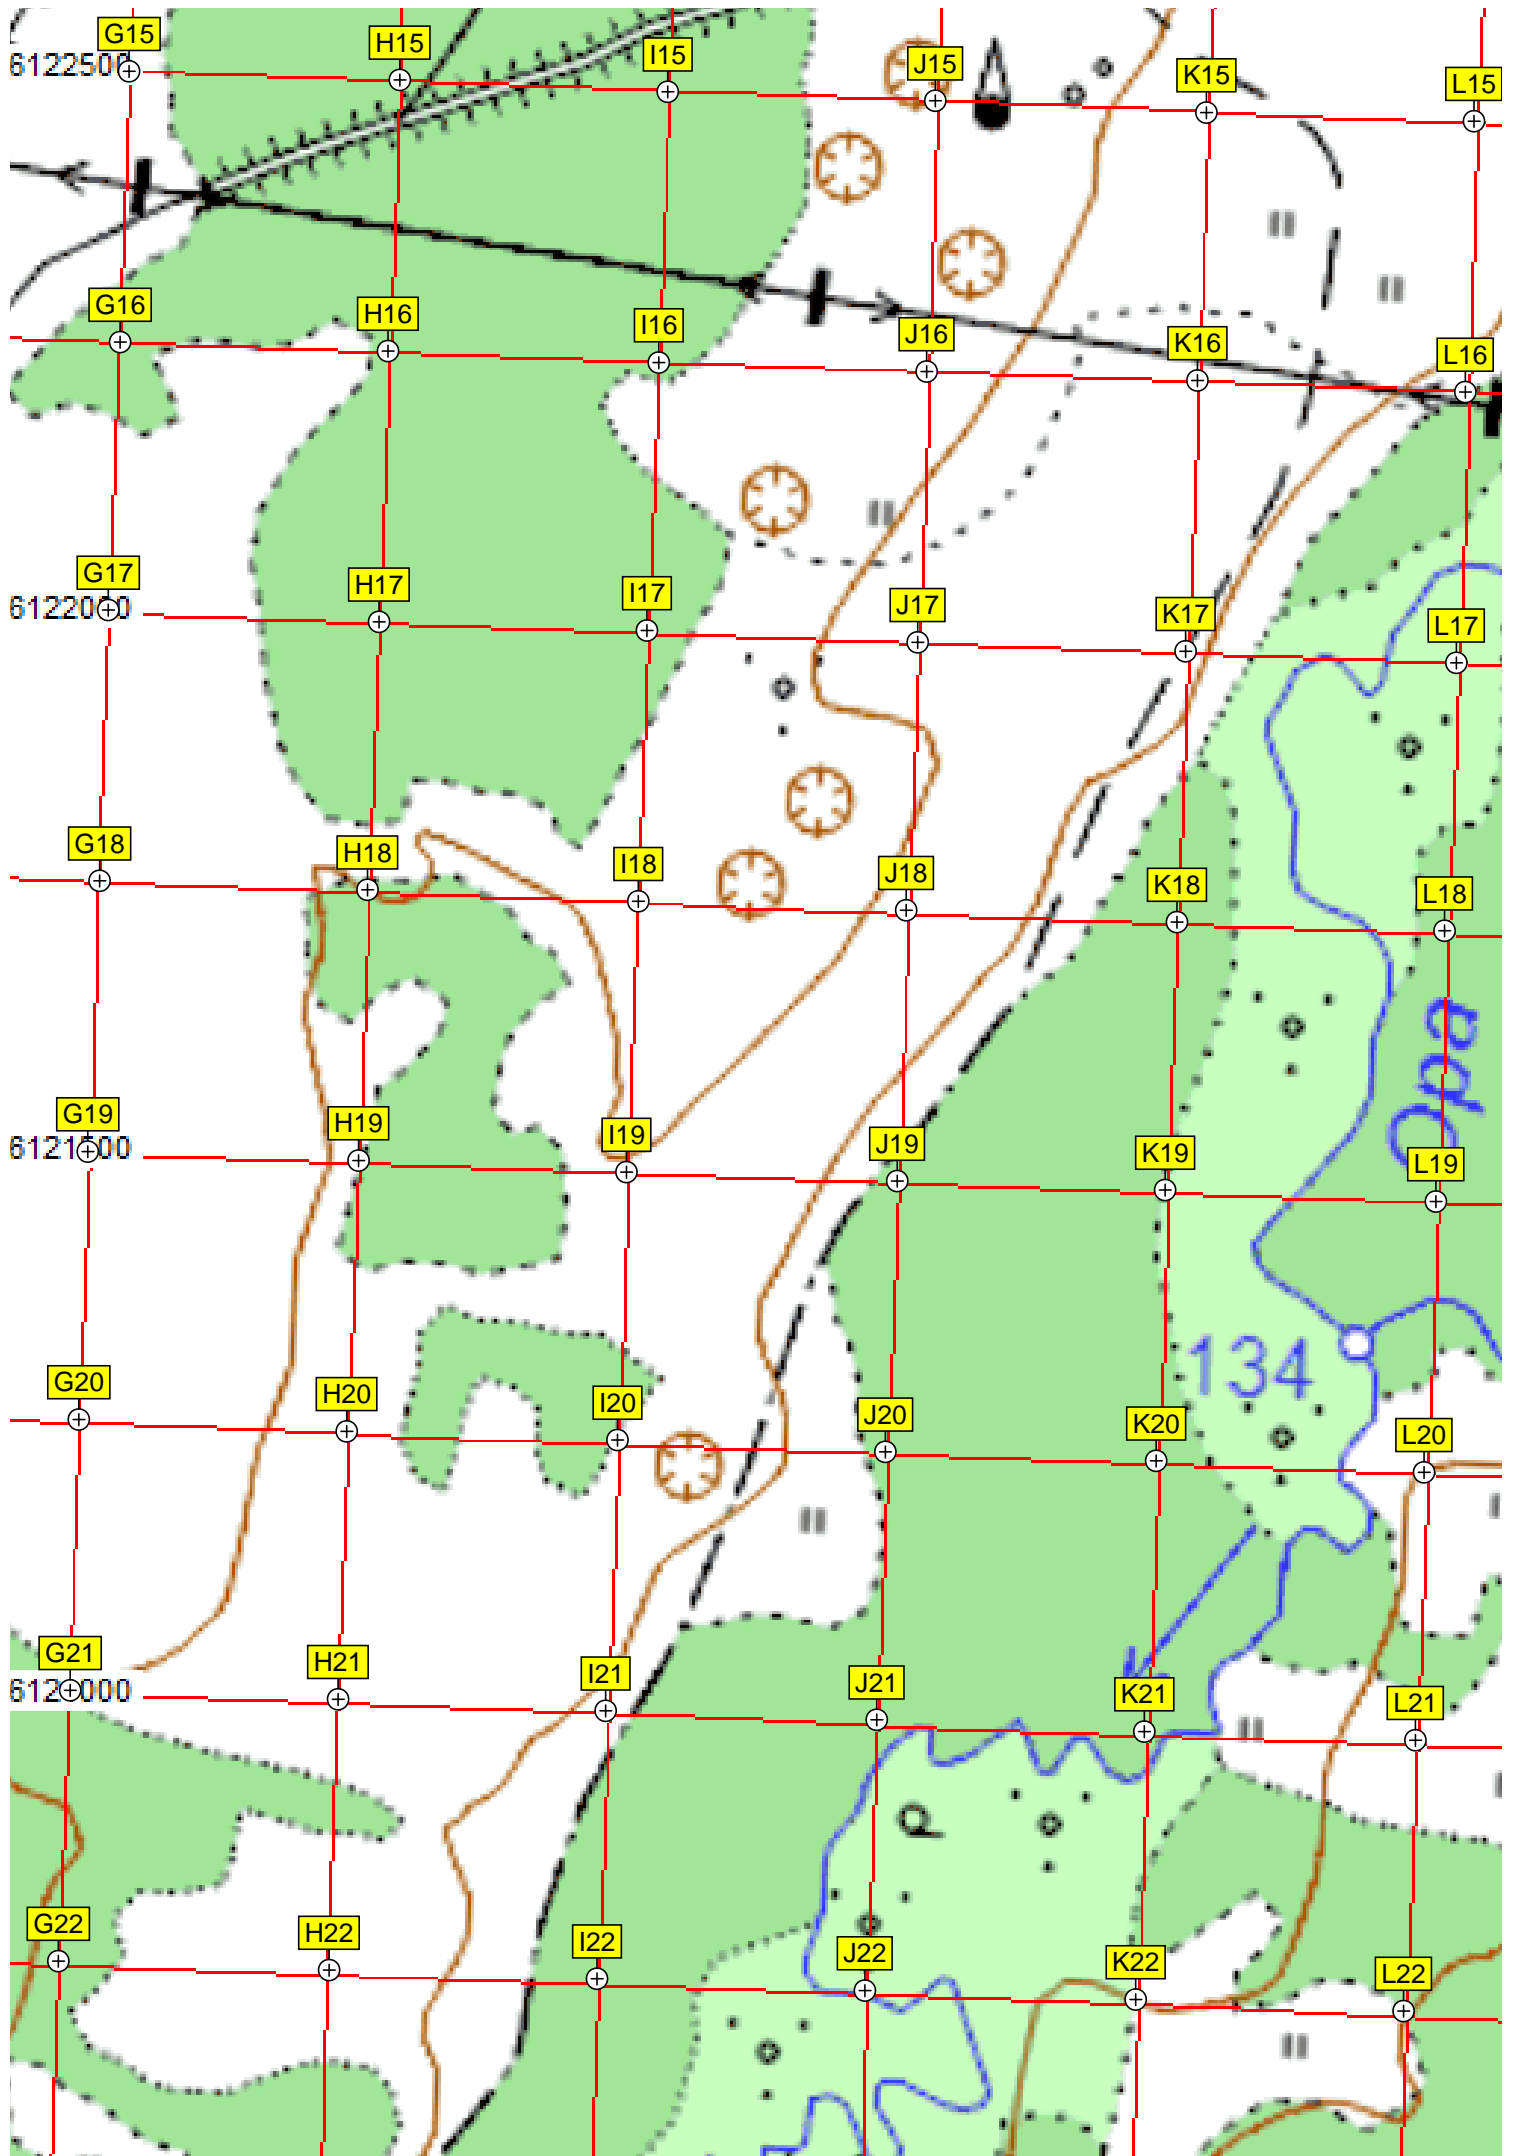 G15 H15 I15 J15 K15 L15
6122500
G16 H16 I16 J16 K16 L16
G17 H17 I17 J17 K17 L17
6122000
G18 H18 I18 J18 K18 L18
Ора
G19 H19 I19 J19 K19 L19
134
G20 H20 I20 J20 K20 L20
G21 H21 I21 J21 K21 L21
G22 H22 I22 J22 K22 L22